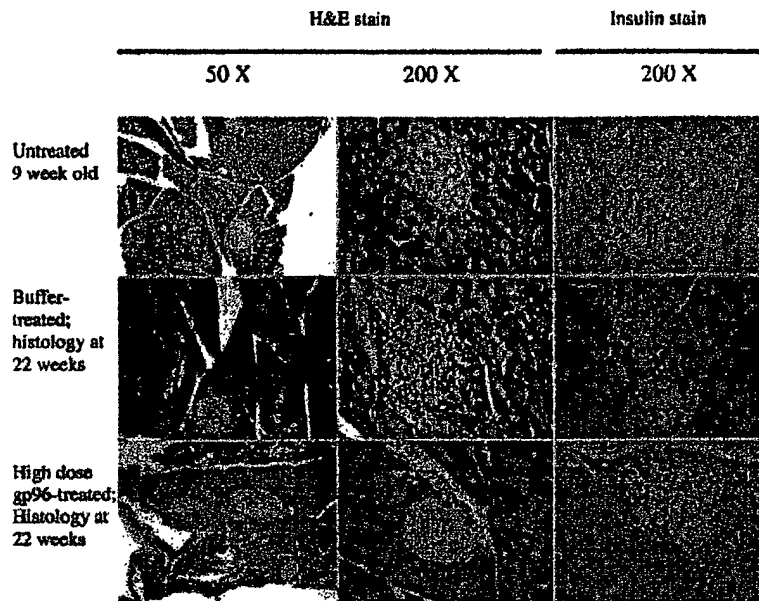 H&E stain
Insulin stain
50 X
200 X
200 X
Untreated
9 week old
Buffer-
treated;
histology at
22 weeks
High dose
gp96-treated;
Histology at
22 weeks